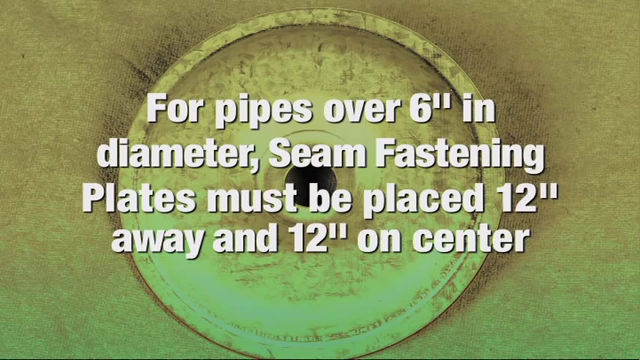 For pipes over 6" in
diameter, Seam Fastening
Plates must be placed 12"
away and 12" on center